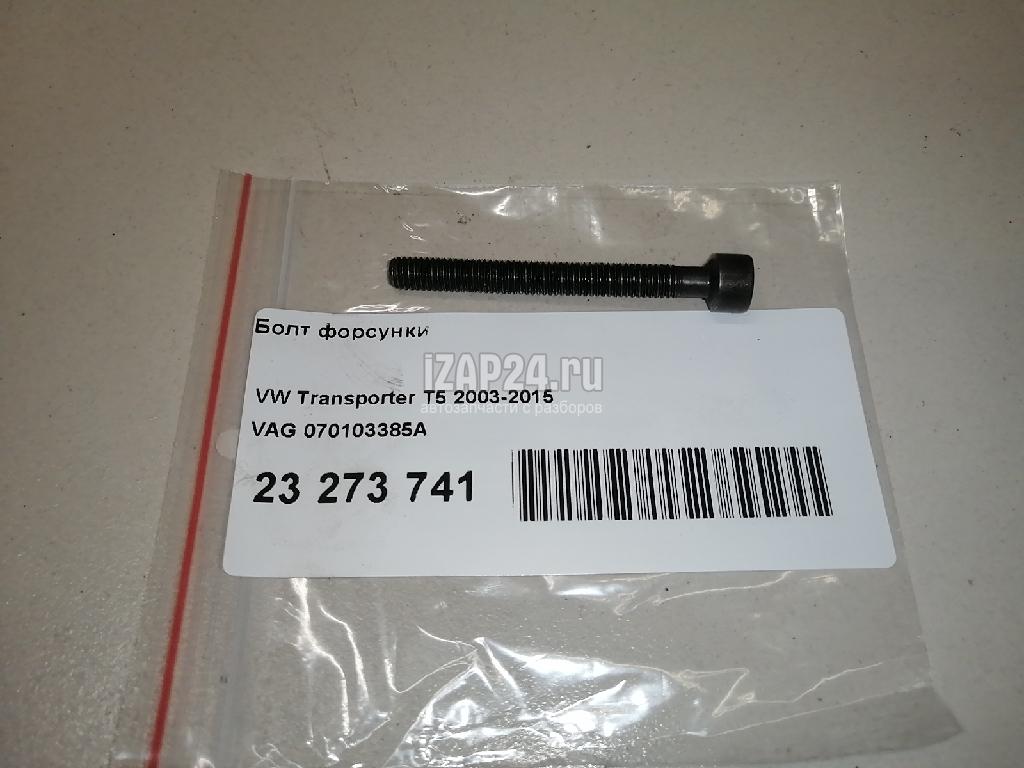 Болт форсунки
iZAP24.ru
VW Transporter T5 2003-2015
автозапчасти с разборов
VAG 070103385A
23 273 741